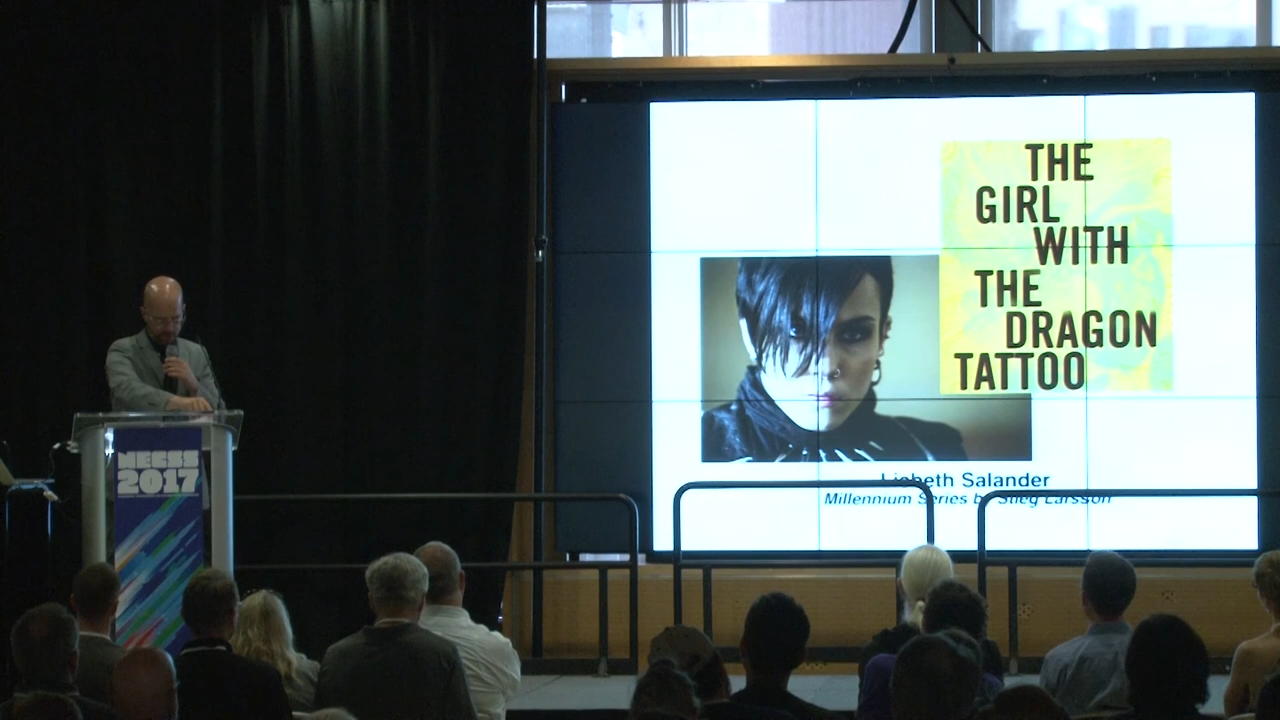 THE
GIRL
WITH
THE
DRAGON
TATTOO
Lisbeth Salander
Millennium Series by Stieg Larsson
NECSS
2017